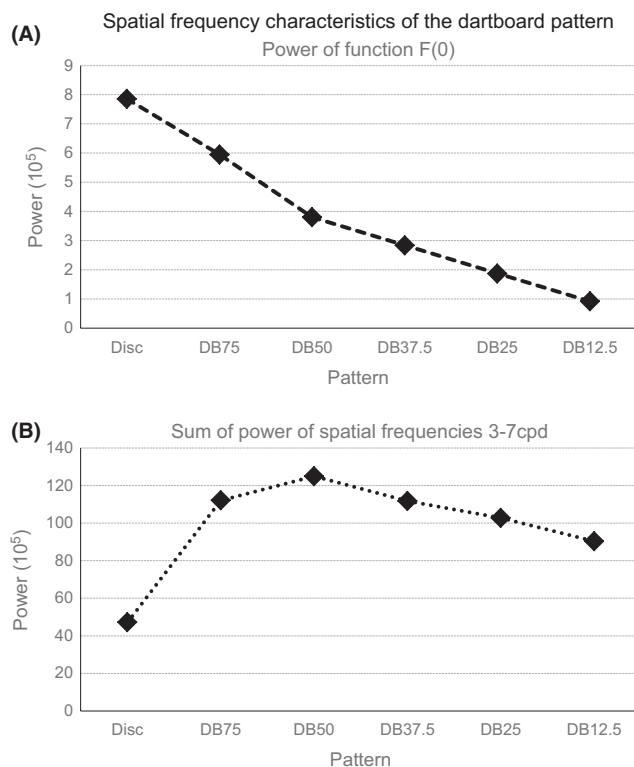 (A)
Spatial frequency characteristics of the dartboard pattern
Power of function F(0)
Power (10⁵)
9
8
7
6
5
4
3
2
1
0
Disc DB75 DB50 DB37.5 DB25 DB12.5
Pattern
(B)
Sum of power of spatial frequencies 3-7cpd
Power (10⁵)
140
120
100
80
60
40
20
0
Disc DB75 DB50 DB37.5 DB25 DB12.5
Pattern